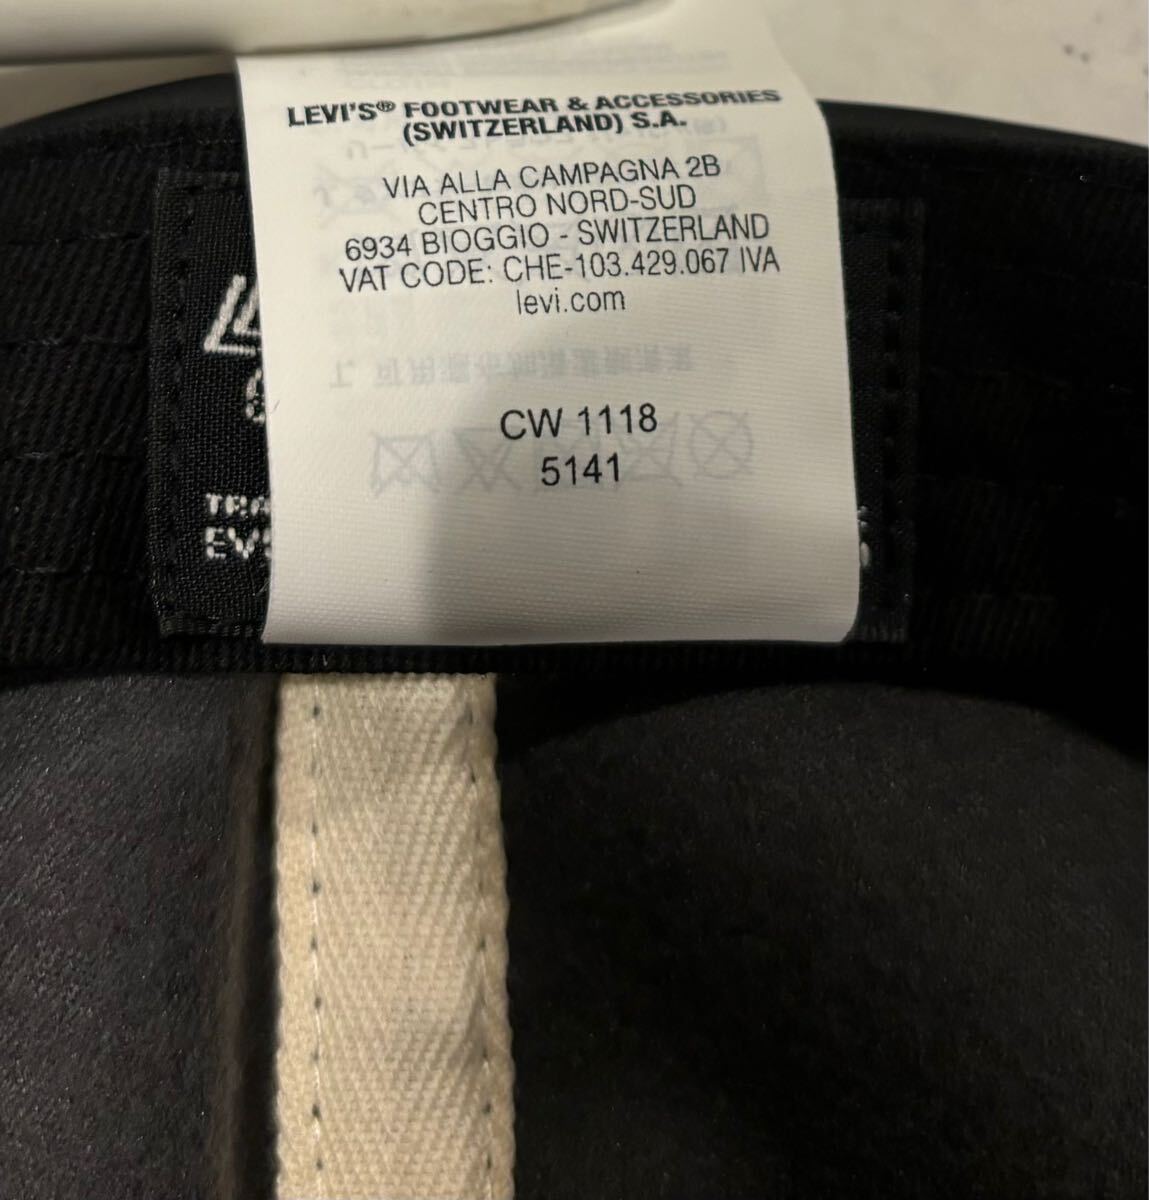 LEVI'S® FOOTWEAR & ACCESSORIES
(SWITZERLAND) S.A.
VIA ALLA CAMPAGNA 2B
CENTRO NORD-SUD
6934 BIOGGIO - SWITZERLAND
VAT CODE: CHE-103.429.067 IVA
levi.com
CW 1118
5141